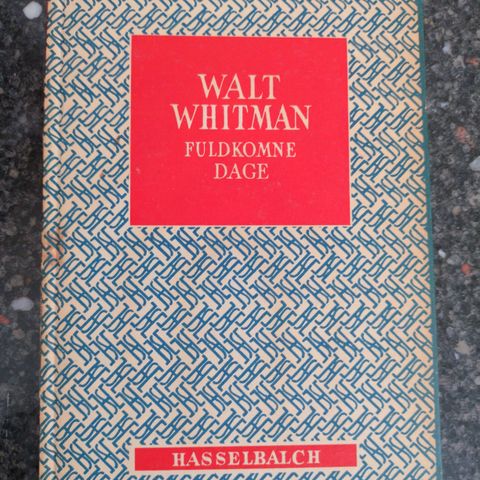 WALT
WHITMAN
FULDKOMNE
DAGE
HASSELBALCH